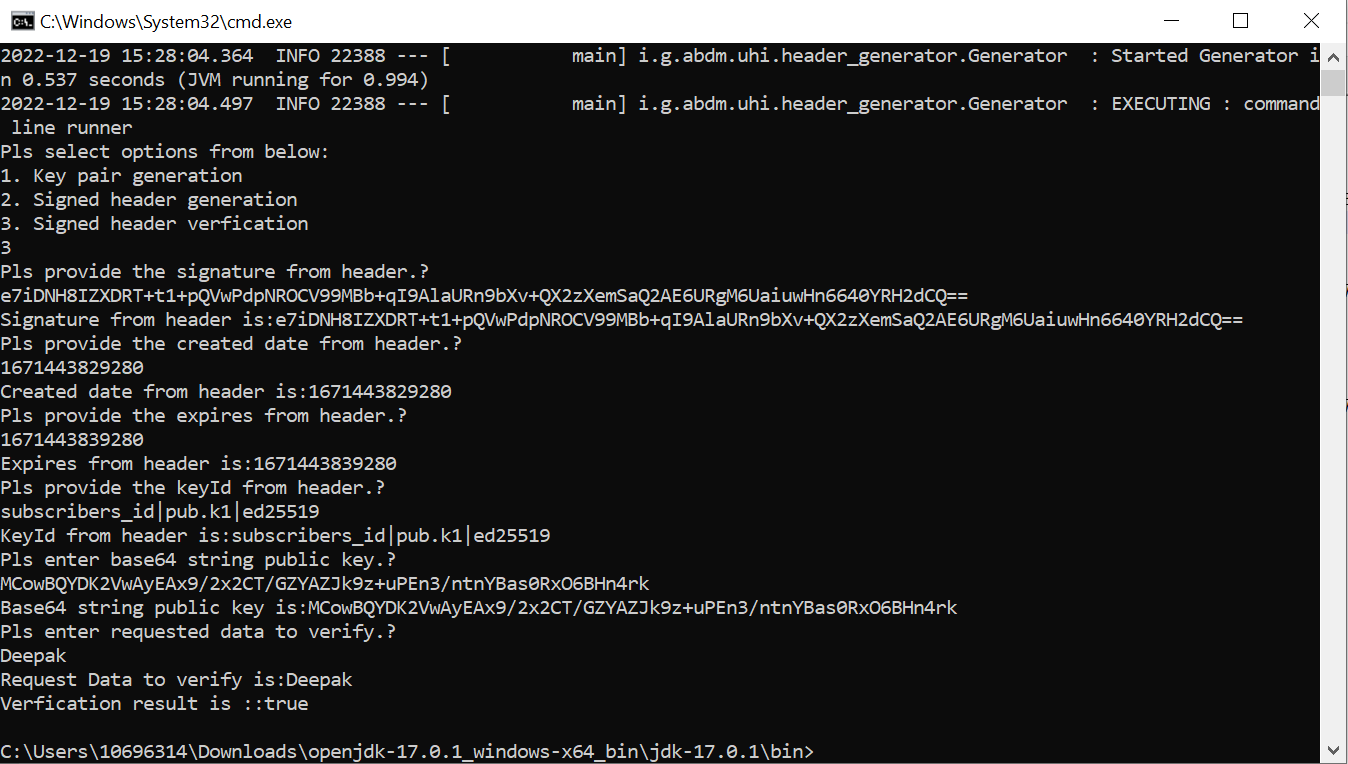 C:\Windows\System32\cmd.exe
2022-12-19 15:28:04.364  INFO 22388 --- [           main] i.g.abdm.uhi.header_generator.Generator  : Started Generator i
n 0.537 seconds (JVM running for 0.994)
2022-12-19 15:28:04.497  INFO 22388 --- [           main] i.g.abdm.uhi.header_generator.Generator  : EXECUTING : command
 line runner
Pls select options from below:
1. Key pair generation
2. Signed header generation
3. Signed header verfication
3
Pls provide the signature from header.?
e7iDNH8IZXDRT+t1+pQVwPdpNROCV99MBb+qI9AlaURn9bXv+QX2zXemSaQ2AE6URgM6UaiuwHn6640YRH2dCQ==
Signature from header is:e7iDNH8IZXDRT+t1+pQVwPdpNROCV99MBb+qI9AlaURn9bXv+QX2zXemSaQ2AE6URgM6UaiuwHn6640YRH2dCQ==
Pls provide the created date from header.?
1671443829280
Created date from header is:1671443829280
Pls provide the expires from header.?
1671443839280
Expires from header is:1671443839280
Pls provide the keyId from header.?
subscribers_id|pub.k1|ed25519
KeyId from header is:subscribers_id|pub.k1|ed25519
Pls enter base64 string public key.?
MCowBQYDK2VwAyEAx9/2x2CT/GZYAZJk9z+uPEn3/ntnYBas0RxO6BHn4rk
Base64 string public key is:MCowBQYDK2VwAyEAx9/2x2CT/GZYAZJk9z+uPEn3/ntnYBas0RxO6BHn4rk
Pls enter requested data to verify.?
Deepak
Request Data to verify is:Deepak
Verfication result is ::true
C:\Users\10696314\Downloads\openjdk-17.0.1_windows-x64_bin\jdk-17.0.1\bin>